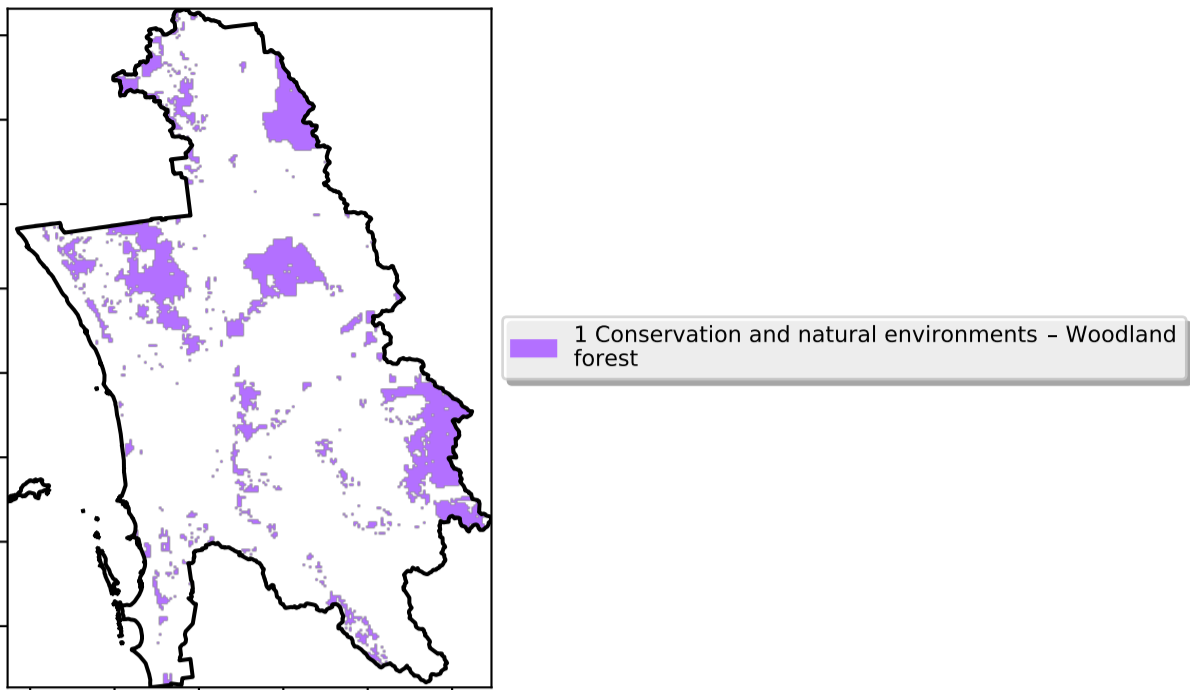 1 Conservation and natural environments – Woodland
forest